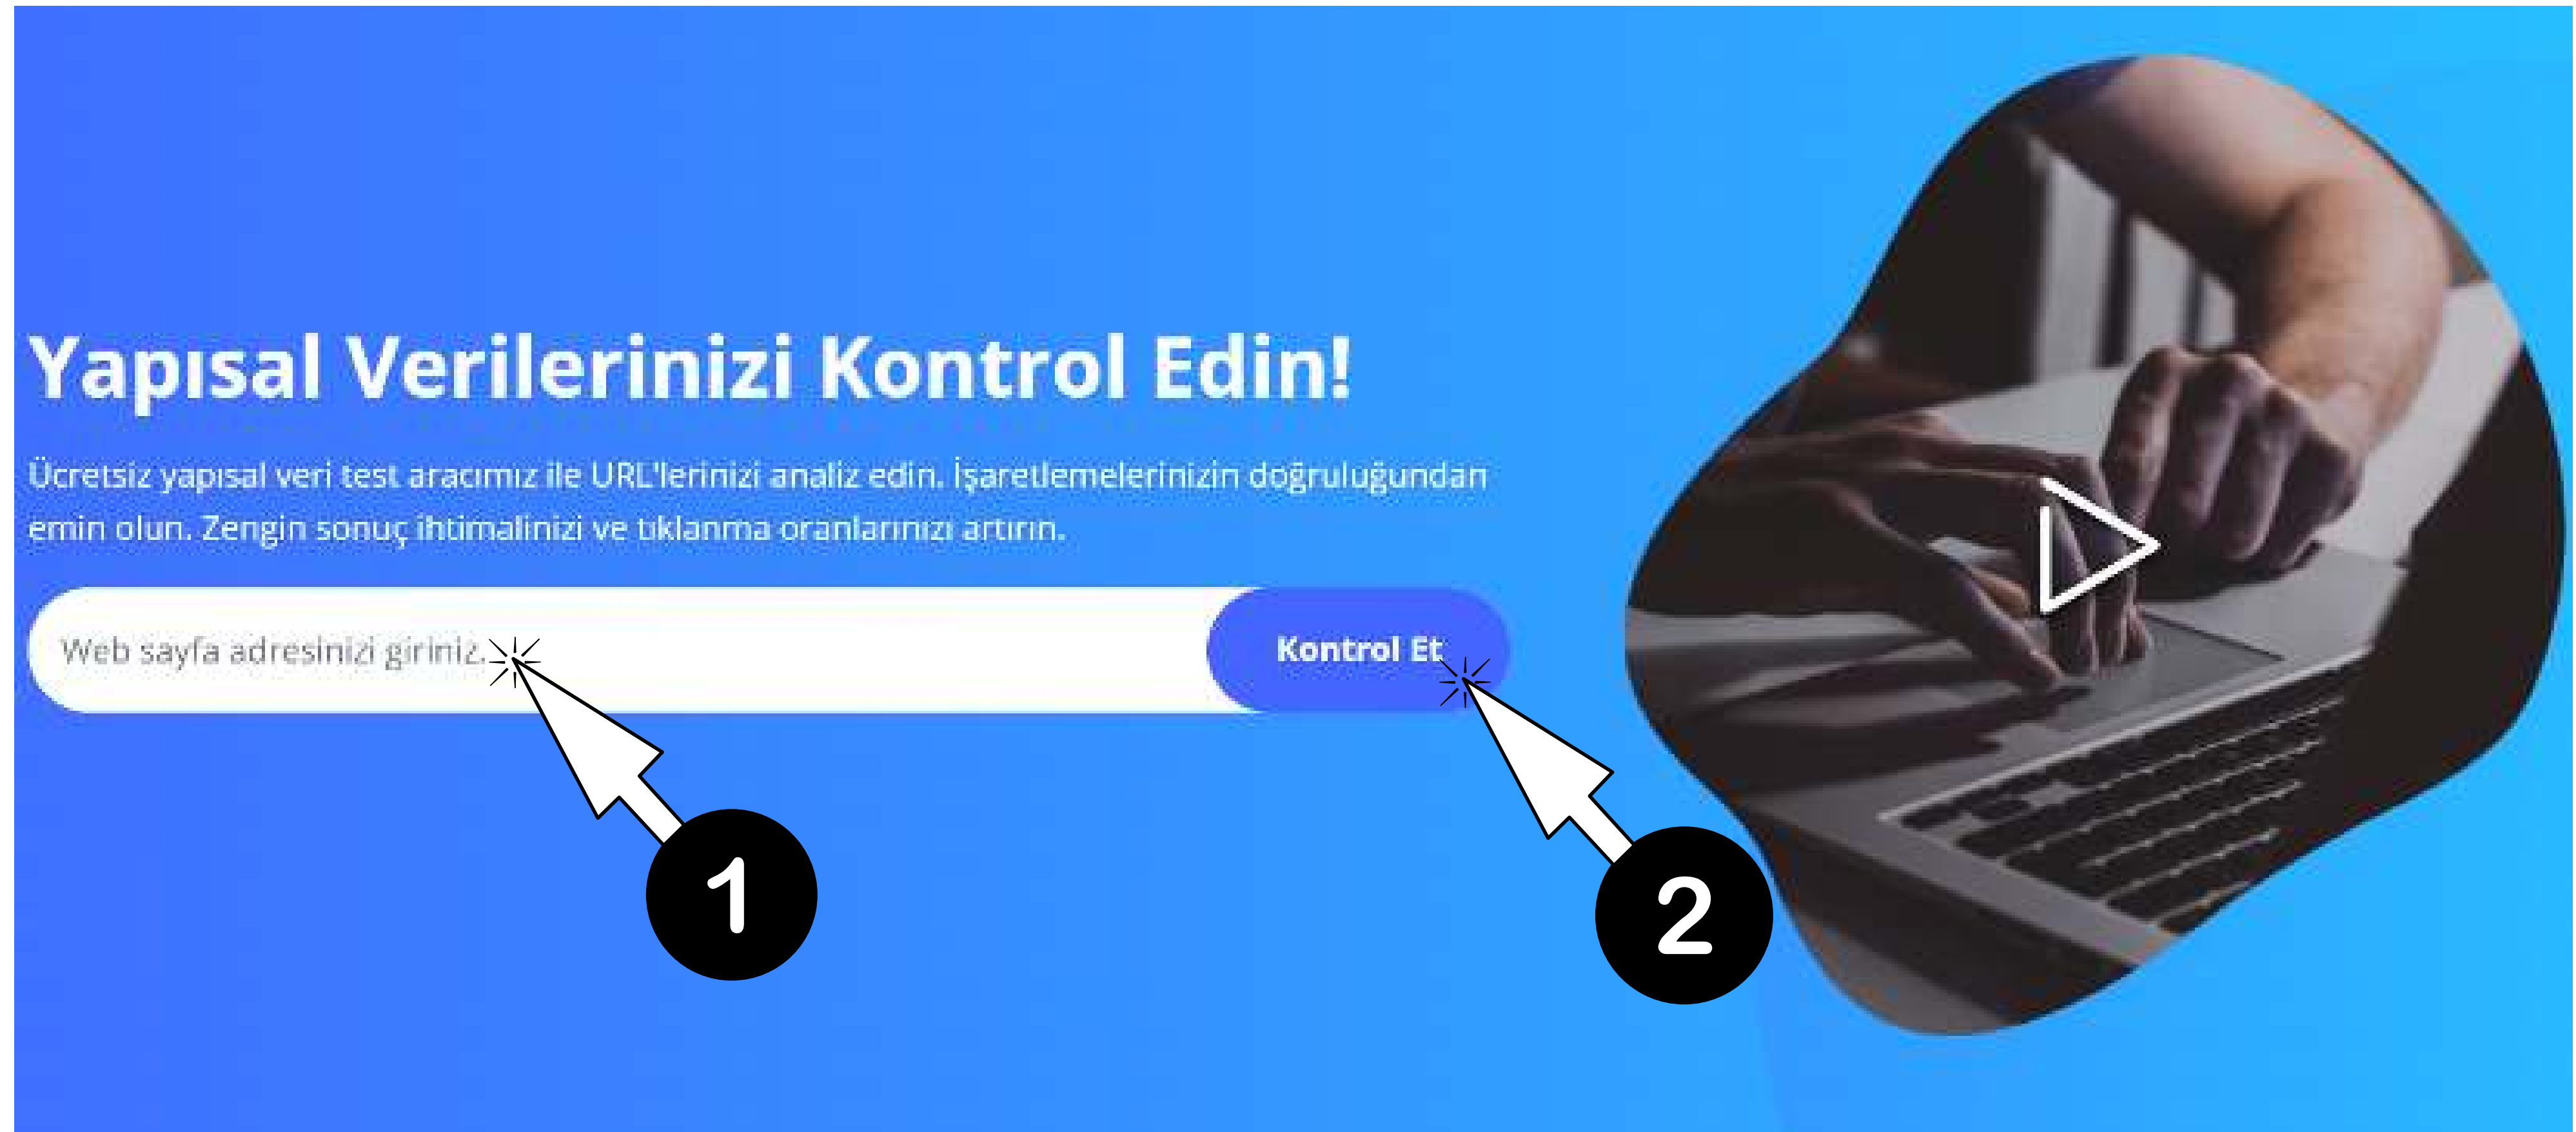 Yapısal Verilerinizi Kontrol Edin!
Ücretsiz yapısal veri test aracımız ile URL'lerinizi analiz edin. İşaretlemelerinizin doğruluğundan
emin olun. Zengin sonuç ihtimalinizi ve tıklanma oranlarınızı artırın.
Web sayfa adresinizi giriniz.
Kontrol Et
1
2